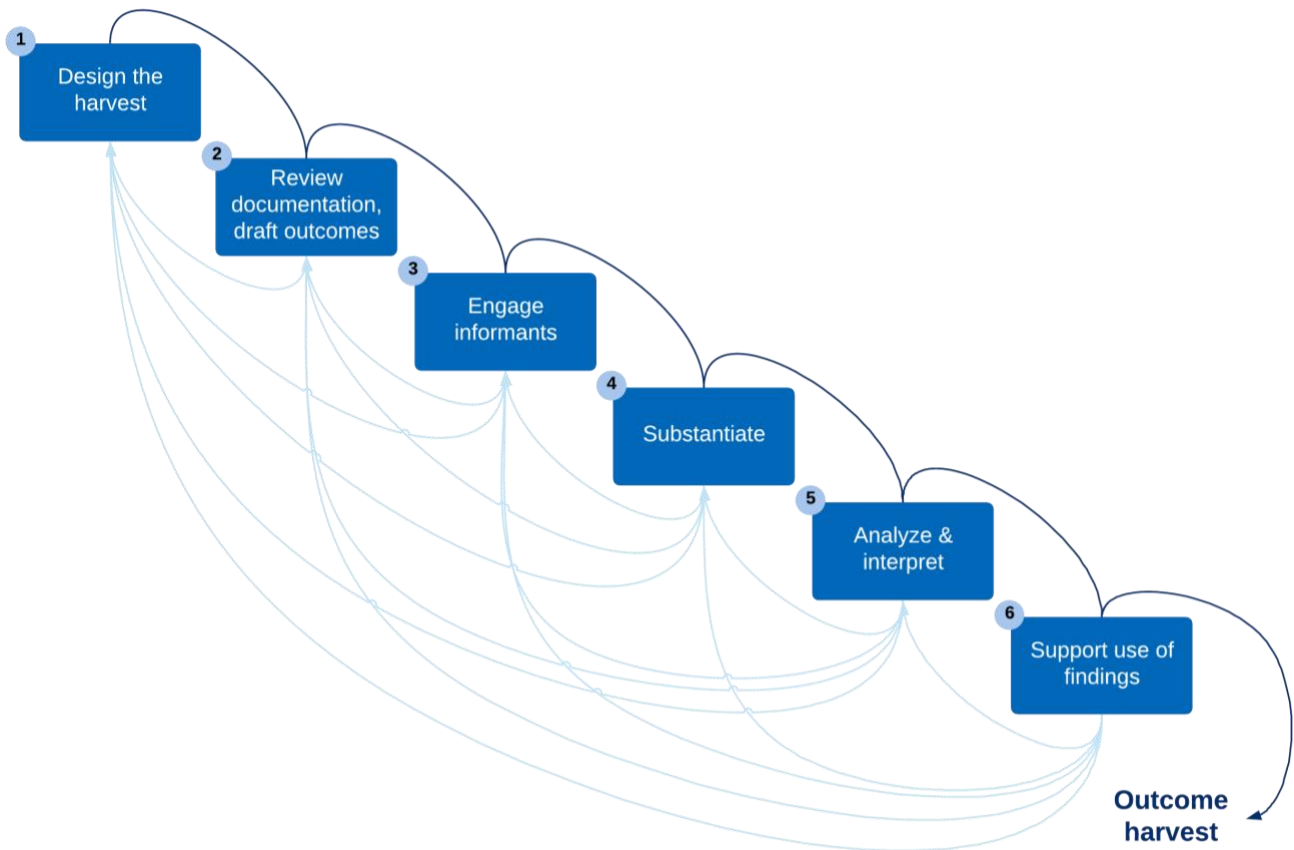 1
Design the
harvest
2
Review
documentation,
draft outcomes
3
Engage
informants
4
Substantiate
5
Analyze &
interpret
6
Support use of
findings
Outcome
harvest